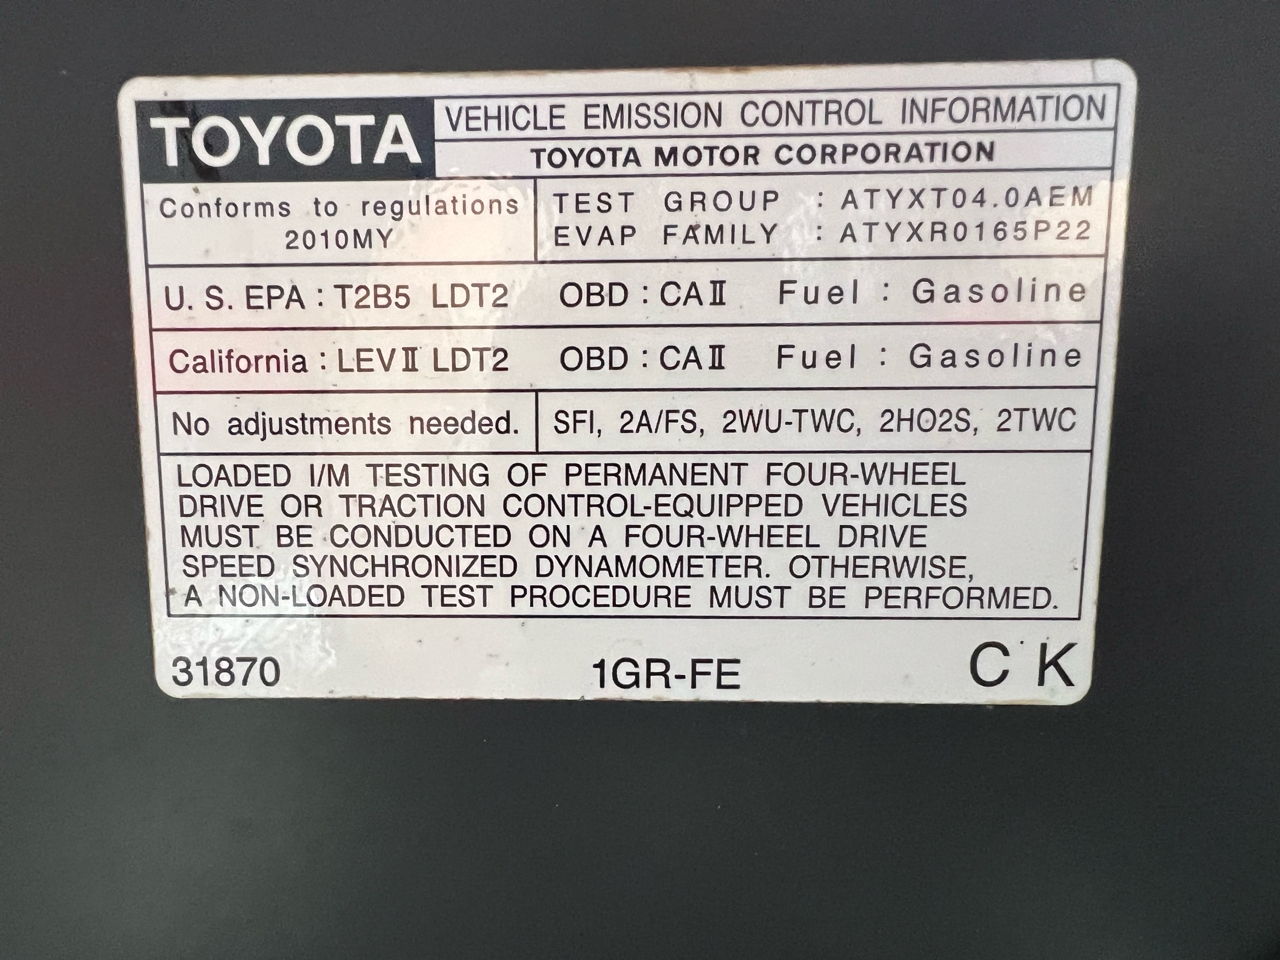 TOYOTA
VEHICLE EMISSION CONTROL INFORMATION
TOYOTA MOTOR CORPORATION
Conforms to regulations
2010MY
TEST GROUP : ATYXT04.0AEM
EVAP FAMILY : ATYXR0165P22
U. S. EPA : T2B5 LDT2 OBD : CAⅡ Fuel : Gasoline
California : LEVⅡ LDT2 OBD : CAⅡ Fuel : Gasoline
No adjustments needed.
SFI, 2A/FS, 2WU-TWC, 2HO2S, 2TWC
LOADED I/M TESTING OF PERMANENT FOUR-WHEEL
DRIVE OR TRACTION CONTROL-EQUIPPED VEHICLES
MUST BE CONDUCTED ON A FOUR-WHEEL DRIVE
SPEED SYNCHRONIZED DYNAMOMETER. OTHERWISE,
A NON-LOADED TEST PROCEDURE MUST BE PERFORMED.
31870 1GR-FE C K